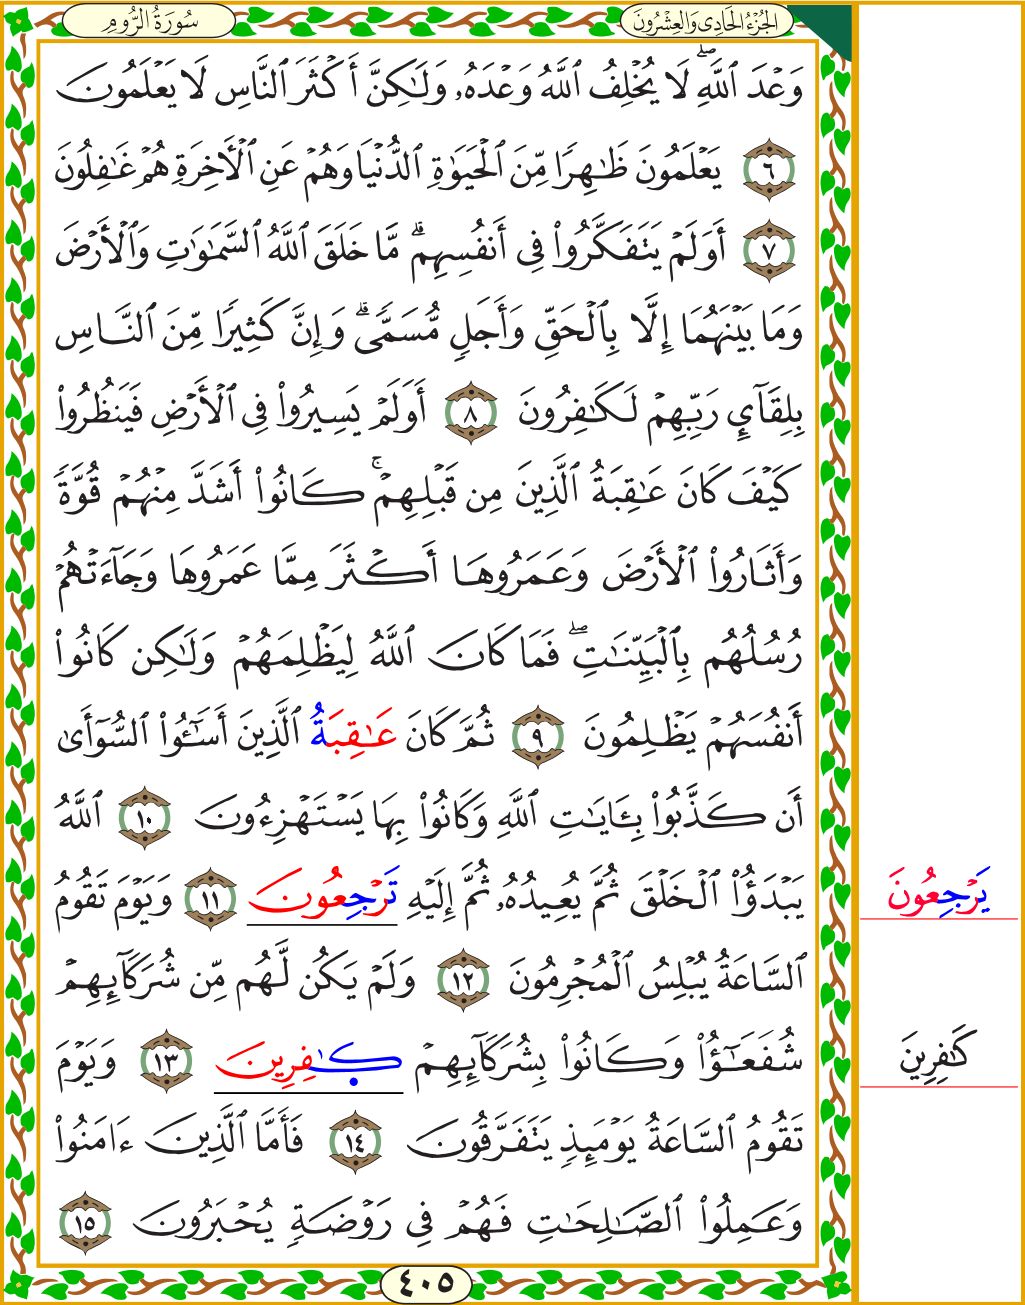 الجُزْءُ الحَادِى وَالعِشْرُونَ
سُورَةُ الرُّومِ
وَعْدَ ٱللَّهِۖ لَا يُخْلِفُ ٱللَّهُ وَعْدَهُۥ وَلَٰكِنَّ أَكْثَرَ ٱلنَّاسِ لَا يَعْلَمُونَ
٦ يَعْلَمُونَ ظَٰهِرًا مِّنَ ٱلْحَيَوٰةِ ٱلدُّنْيَا وَهُمْ عَنِ ٱلْأَخِرَةِ هُمْ غَٰفِلُونَ
٧ أَوَلَمْ يَتَفَكَّرُوا۟ فِى أَنفُسِهِمۗ مَّا خَلَقَ ٱللَّهُ ٱلسَّمَٰوَٰتِ وَٱلْأَرْضَ
وَمَا بَيْنَهُمَا إِلَّا بِٱلْحَقِّ وَأَجَلٍ مُّسَمًّىۗ وَإِنَّ كَثِيرًا مِّنَ ٱلنَّاسِ
بِلِقَآئِ رَبِّهِمْ لَكَٰفِرُونَ ٨ أَوَلَمْ يَسِيرُوا۟ فِى ٱلْأَرْضِ فَيَنظُرُوا۟
كَيْفَ كَانَ عَٰقِبَةُ ٱلَّذِينَ مِن قَبْلِهِمْۚ كَانُوٓا۟ أَشَدَّ مِنْهُمْ قُوَّةً
وَأَثَارُوا۟ ٱلْأَرْضَ وَعَمَرُوهَا أَكْثَرَ مِمَّا عَمَرُوهَا وَجَآءَتْهُمْ
رُسُلُهُم بِٱلْبَيِّنَٰتِۖ فَمَا كَانَ ٱللَّهُ لِيَظْلِمَهُمْ وَلَٰكِن كَانُوٓا۟
أَنفُسَهُمْ يَظْلِمُونَ ٩ ثُمَّ كَانَ عَٰقِبَةُ ٱلَّذِينَ أَسَٰٓـُٔوا۟ ٱلسُّوٓأَىٰ
أَن كَذَّبُوا۟ بِـَٔايَٰتِ ٱللَّهِ وَكَانُوا۟ بِهَا يَسْتَهْزِءُونَ ١٠ ٱللَّهُ
يَبْدَؤُا۟ ٱلْخَلْقَ ثُمَّ يُعِيدُهُۥ ثُمَّ إِلَيْهِ تَرْجِعُونَ ١١ وَيَوْمَ تَقُومُ
يَرْجِعُونَ
ٱلسَّاعَةُ يُبْلِسُ ٱلْمُجْرِمُونَ ١٢ وَلَمْ يَكُن لَّهُم مِّن شُرَكَآئِهِمْ
شُفَعَٰٓؤُا۟ وَكَانُوا۟ بِشُرَكَآئِهِمْ كَٰفِرِينَ ١٣ وَيَوْمَ
كَٰفِرِينَ
تَقُومُ ٱلسَّاعَةُ يَوْمَئِذٍ يَتَفَرَّقُونَ ١٤ فَأَمَّا ٱلَّذِينَ ءَامَنُوا۟
وَعَمِلُوا۟ ٱلصَّٰلِحَٰتِ فَهُمْ فِى رَوْضَةٍ يُحْبَرُونَ ١٥
٤٠٥